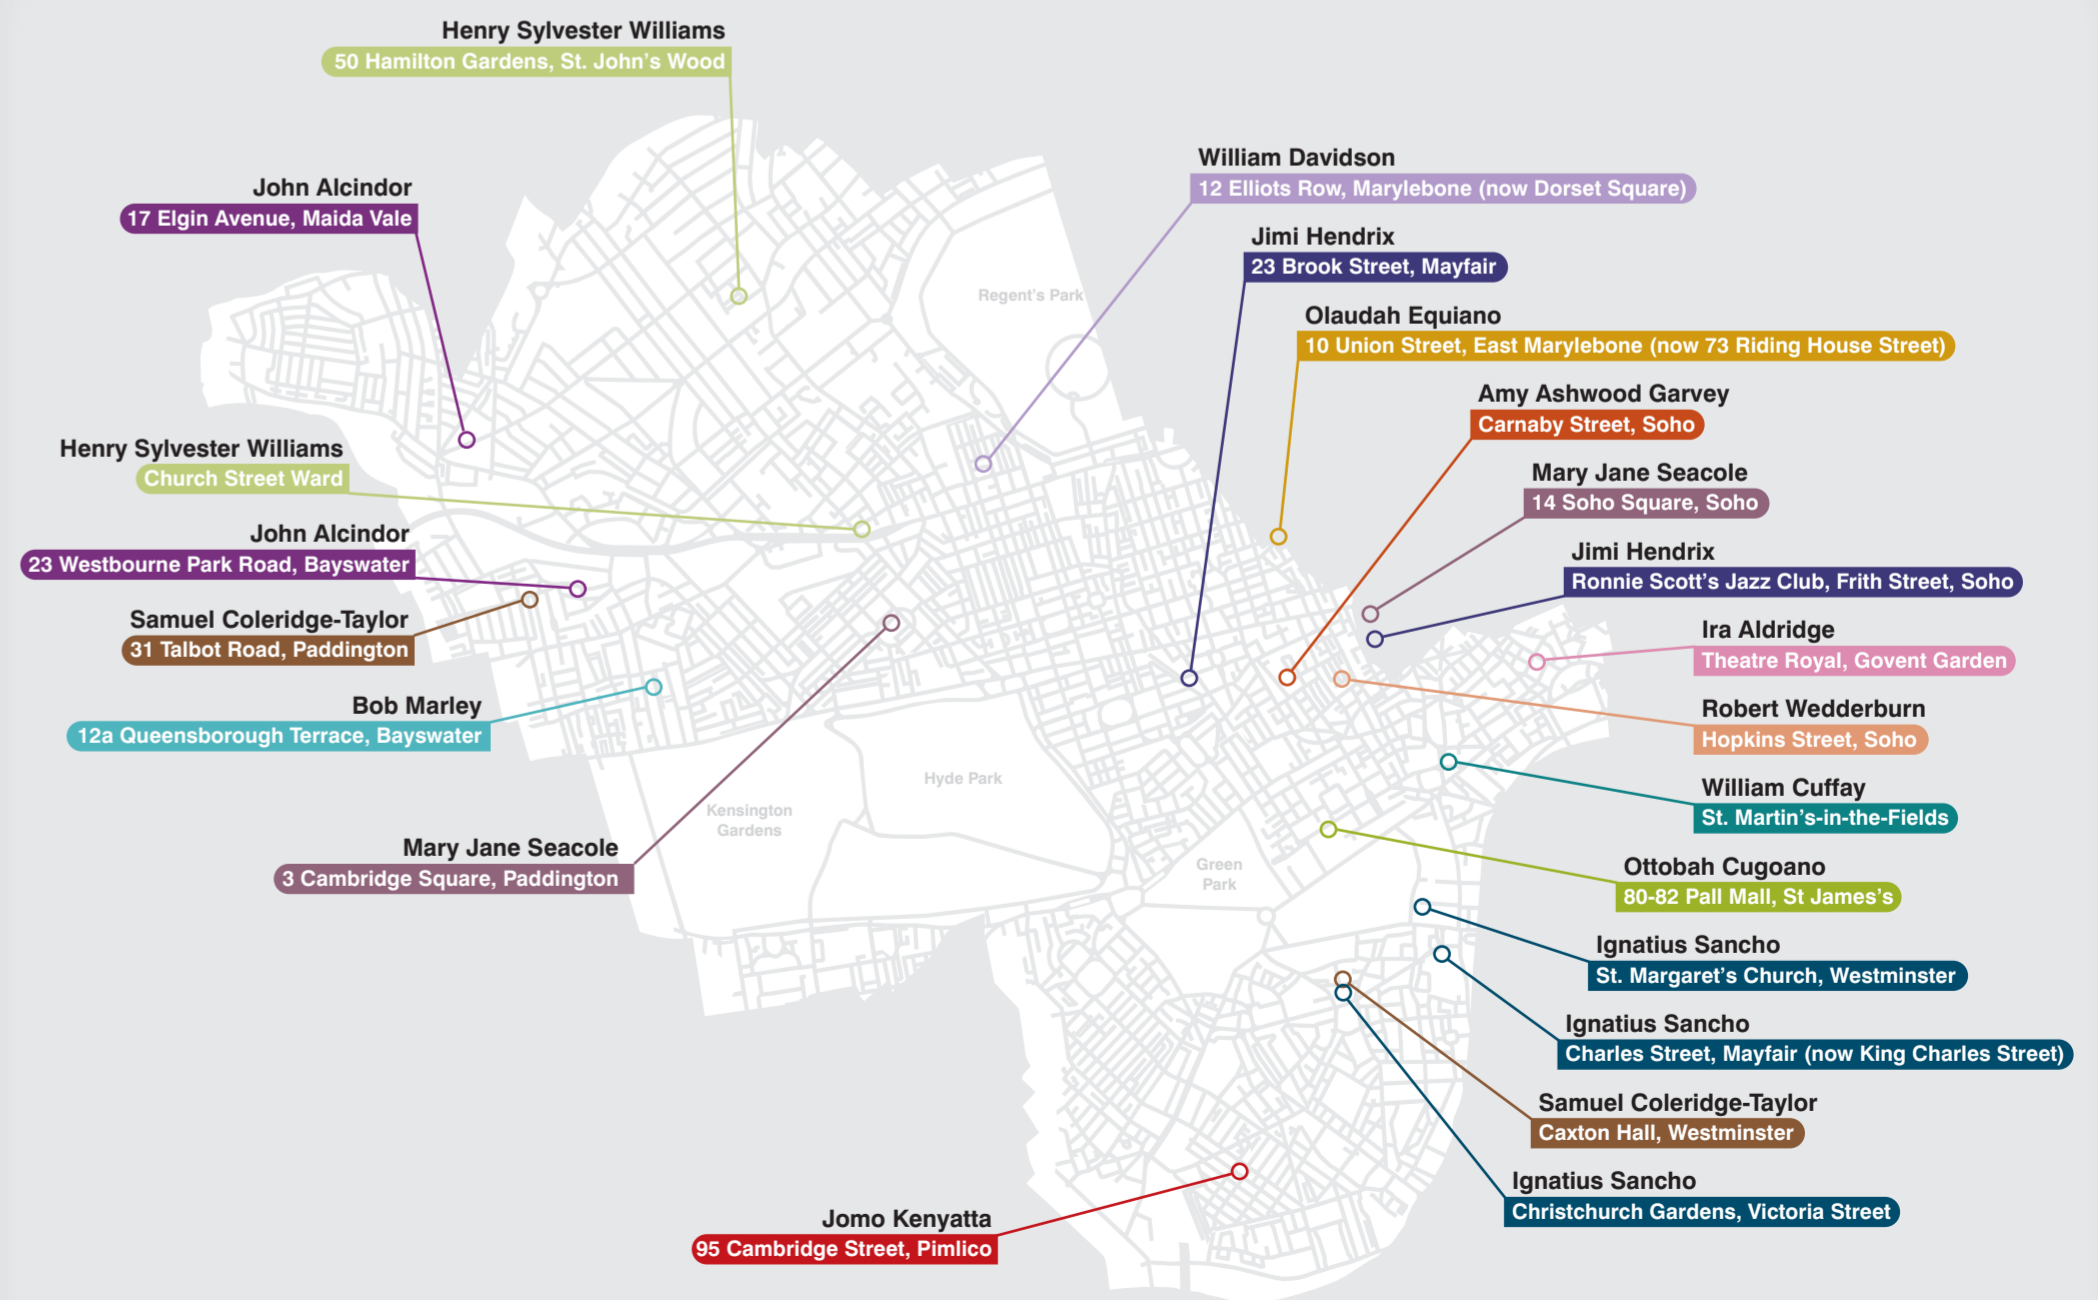 Henry Sylvester Williams
50 Hamilton Gardens, St. John's Wood
John Alcindor
17 Elgin Avenue, Maida Vale
Henry Sylvester Williams
Church Street Ward
John Alcindor
23 Westbourne Park Road, Bayswater
Samuel Coleridge-Taylor
31 Talbot Road, Paddington
Bob Marley
12a Queensborough Terrace, Bayswater
Mary Jane Seacole
3 Cambridge Square, Paddington
Jomo Kenyatta
95 Cambridge Street, Pimlico
Regent's Park
Hyde Park
Kensington
Gardens
Green
Park
William Davidson
12 Elliots Row, Marylebone (now Dorset Square)
Jimi Hendrix
23 Brook Street, Mayfair
Olaudah Equiano
10 Union Street, East Marylebone (now 73 Riding House Street)
Amy Ashwood Garvey
Carnaby Street, Soho
Mary Jane Seacole
14 Soho Square, Soho
Jimi Hendrix
Ronnie Scott's Jazz Club, Frith Street, Soho
Ira Aldridge
Theatre Royal, Govent Garden
Robert Wedderburn
Hopkins Street, Soho
William Cuffay
St. Martin's-in-the-Fields
Ottobah Cugoano
80-82 Pall Mall, St James's
Ignatius Sancho
St. Margaret's Church, Westminster
Ignatius Sancho
Charles Street, Mayfair (now King Charles Street)
Samuel Coleridge-Taylor
Caxton Hall, Westminster
Ignatius Sancho
Christchurch Gardens, Victoria Street